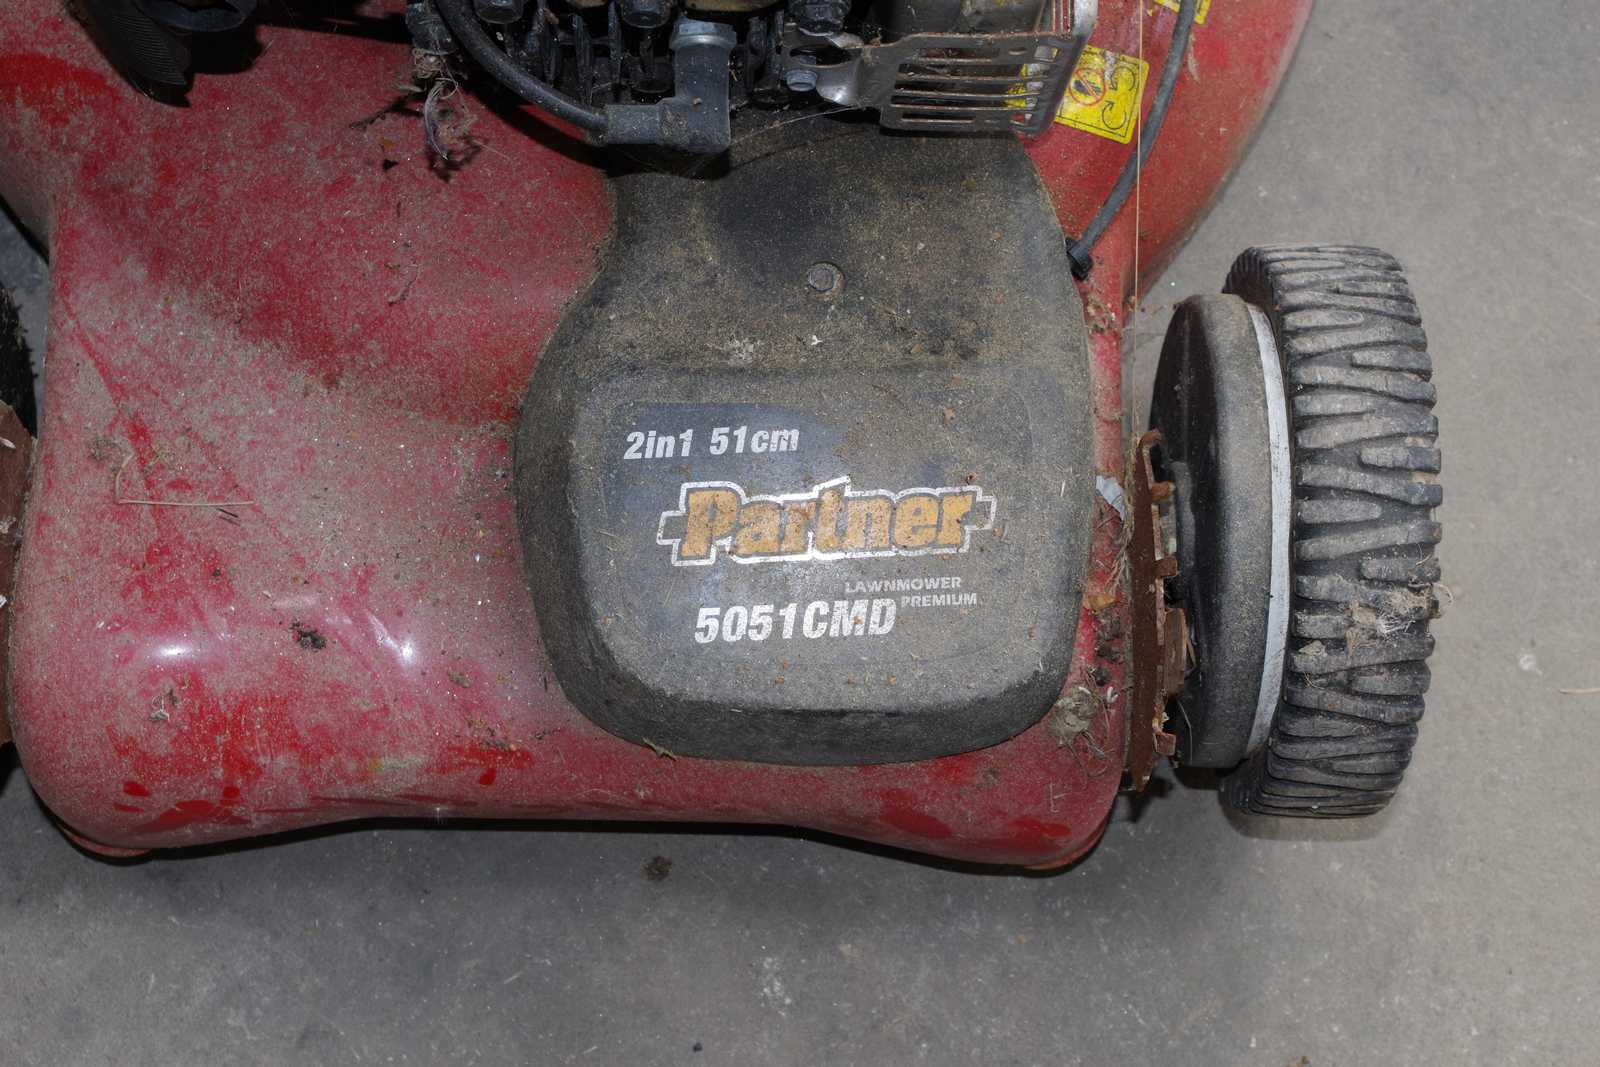 2in1 51cm
Partner
LAWNMOWER
5051CMD PREMIUM